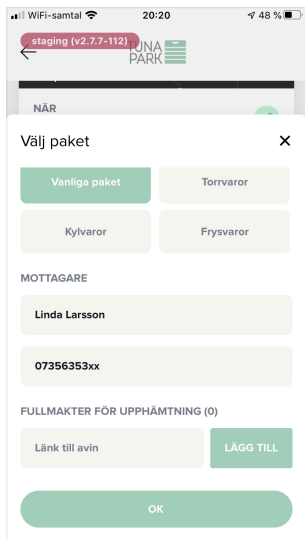 WiFi-samtal 20:20 48 %
staging (v2.7.7-112)
TUNA
PARK
NÄR
Välj paket
Vanliga paket Torrvaror
Kylvaror Frysvaror
MOTTAGARE
Linda Larsson
07356353xx
FULLMAKTER FÖR UPPHÄMTNING (0)
Länk till avin LÄGG TILL
OK